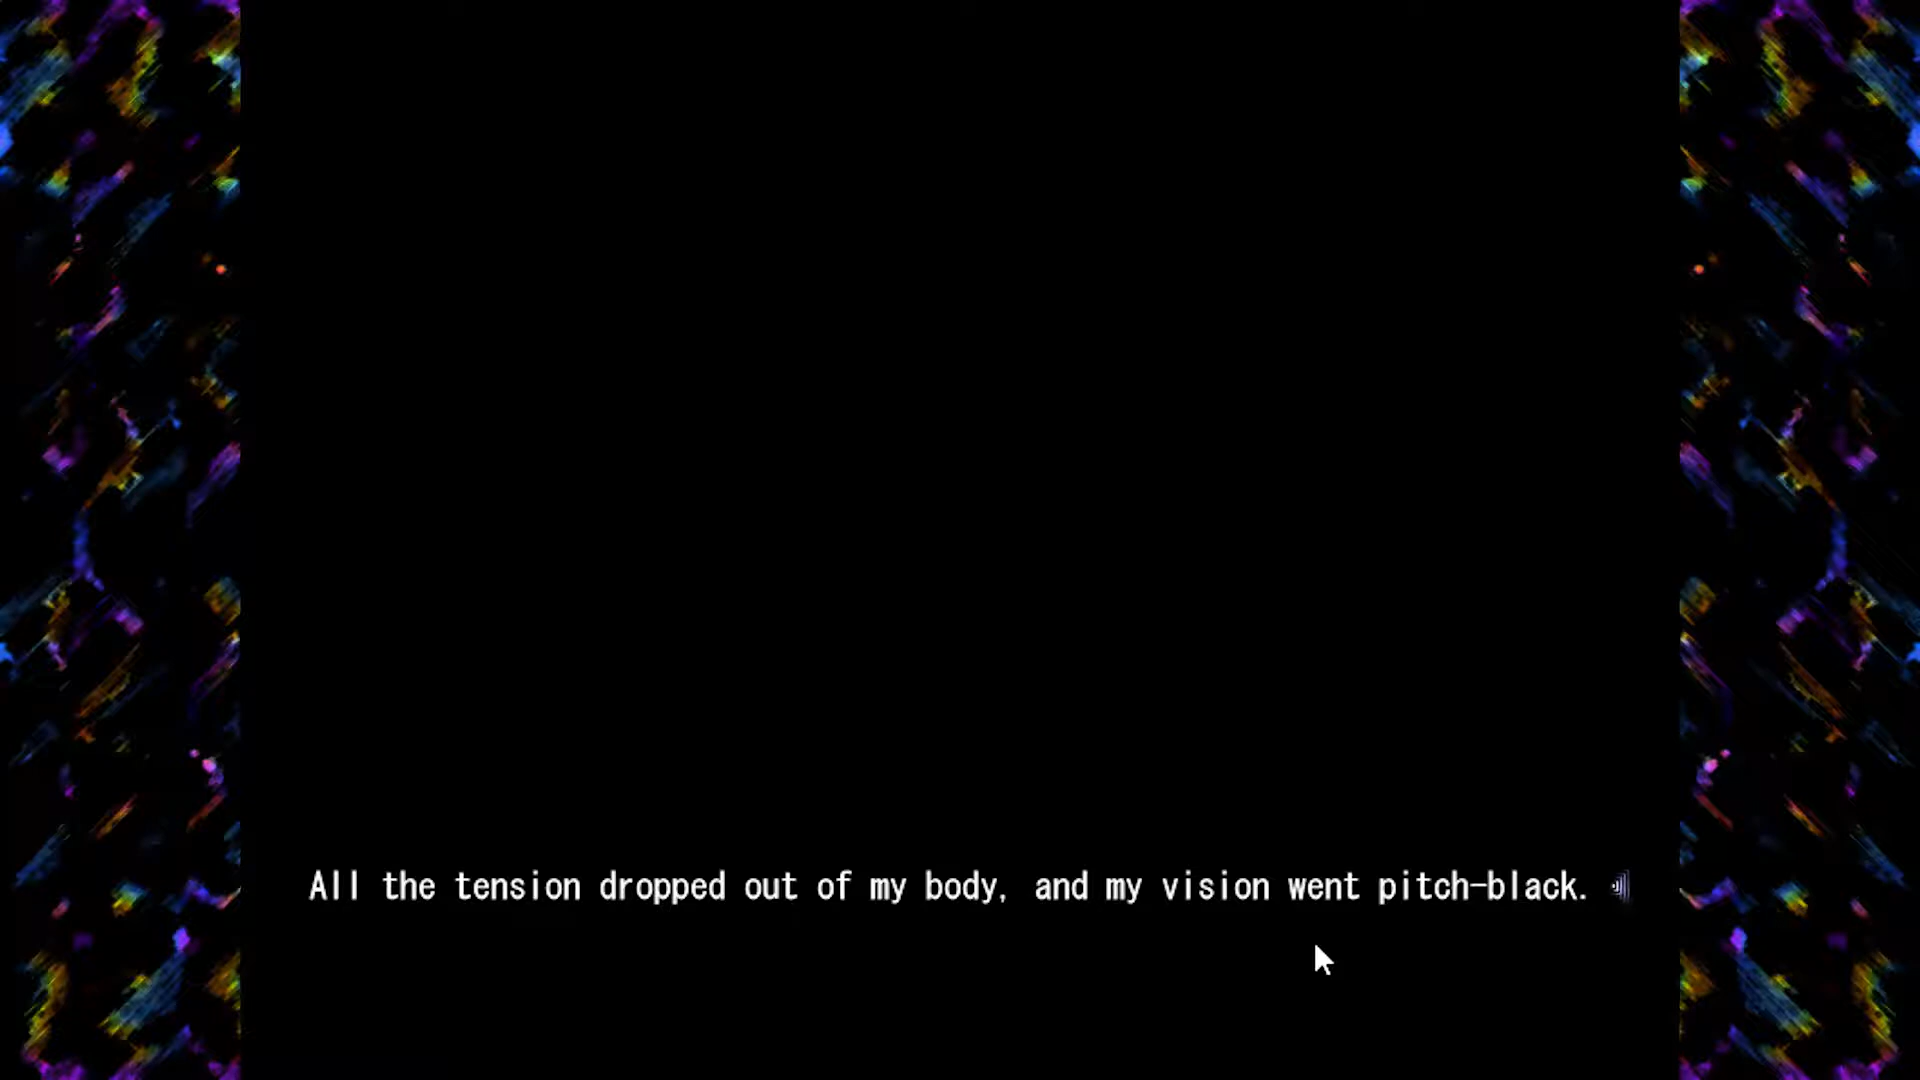 All the tension dropped out of my body, and my vision went pitch-black.